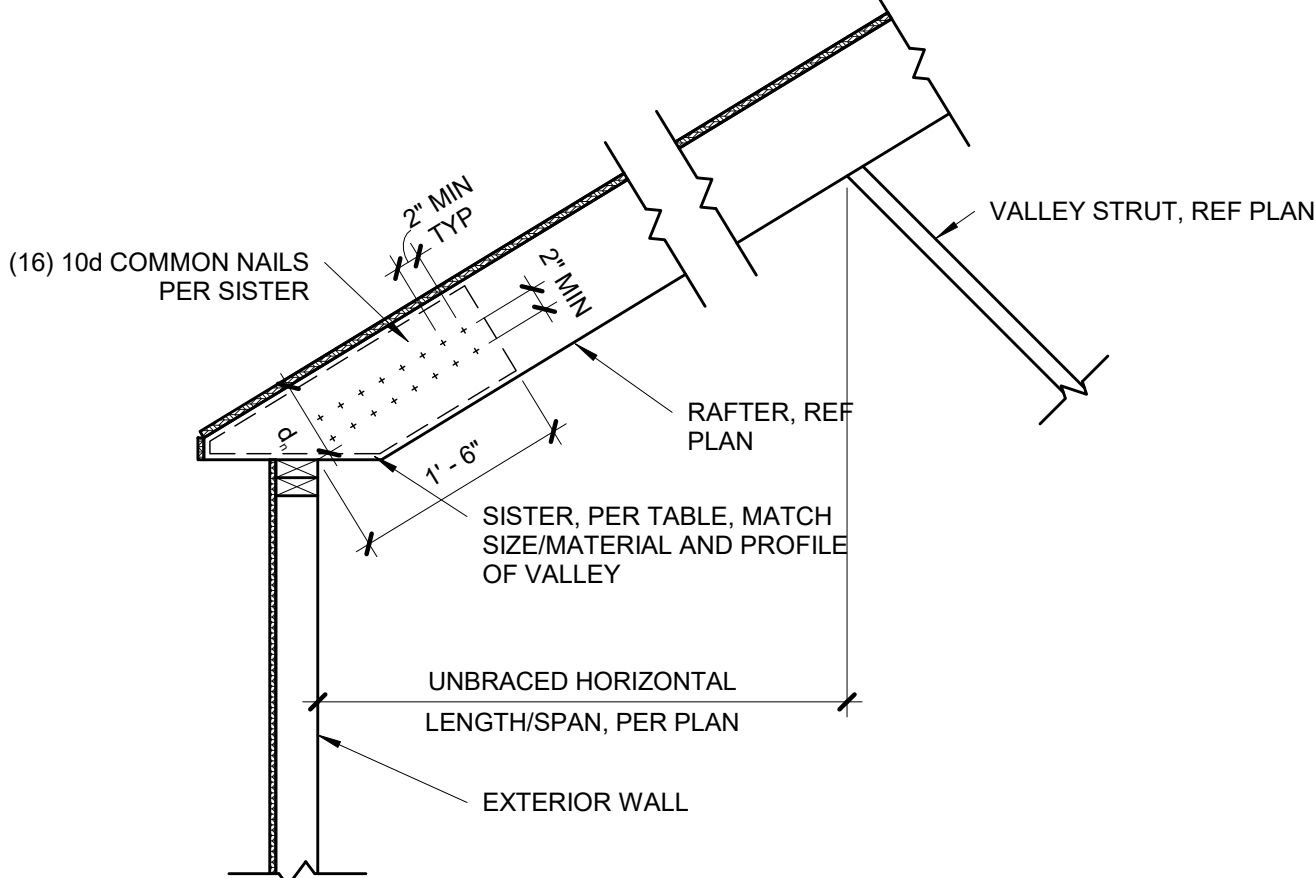 2" MIN
TYP
(16) 10d COMMON NAILS
PER SISTER
2" MIN
VALLEY STRUT, REF PLAN
RAFTER, REF
PLAN
dn
1' - 6"
SISTER, PER TABLE, MATCH
SIZE/MATERIAL AND PROFILE
OF VALLEY
UNBRACED HORIZONTAL
LENGTH/SPAN, PER PLAN
EXTERIOR WALL